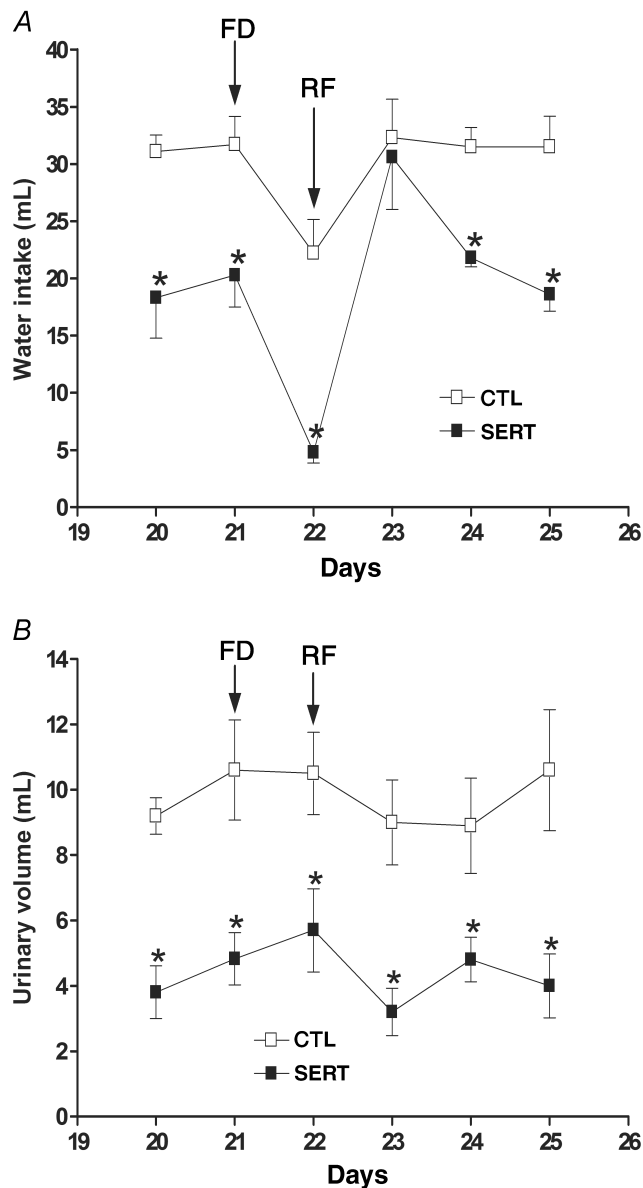 A
FD
RF
40
35
30
25
20
15
10
5
0
Water intake (mL)
* * * * *
CTL
SERT
19 20 21 22 23 24 25 26
Days
B
FD
RF
14
12
10
8
6
4
2
0
Urinary volume (mL)
* * * * * *
CTL
SERT
19 20 21 22 23 24 25 26
Days